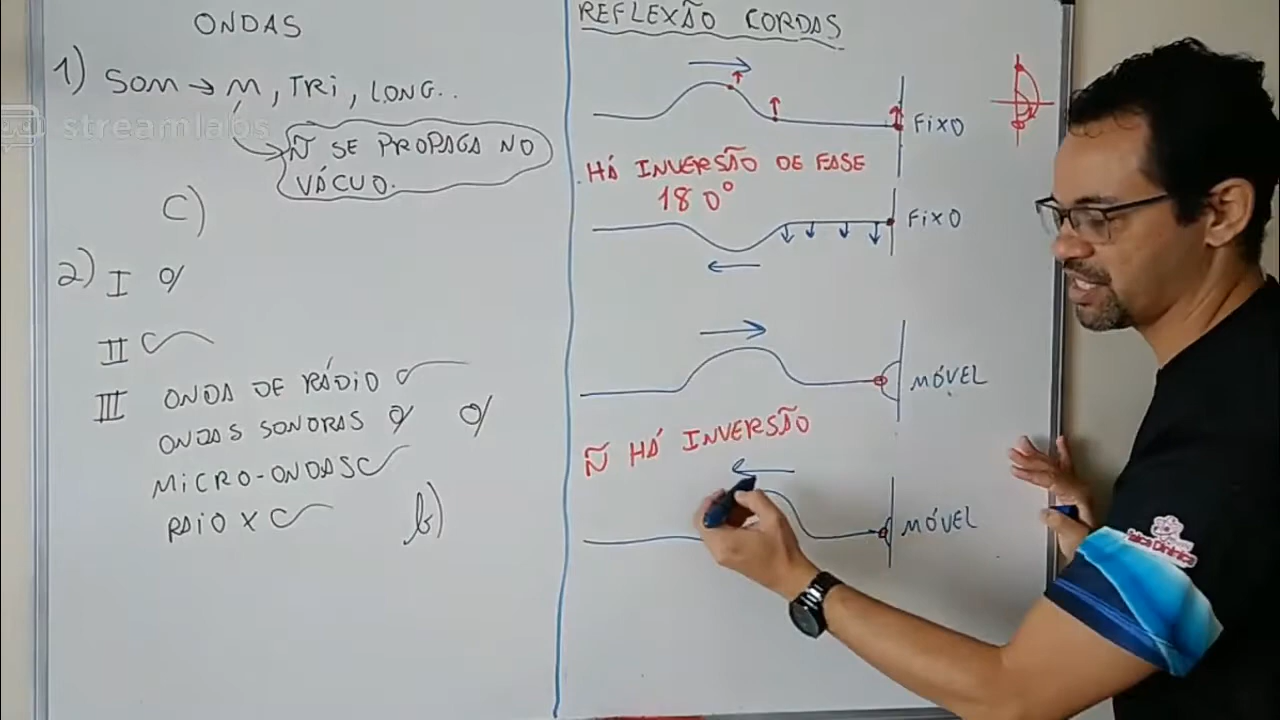 ONDAS
1) SOM → M, TRI, LONG..
streamlabs
Ñ SE PROPAGA NO
VÁCUO.
C)
2) I
II C
III ONDA DE RÁDIO C
ONDAS SONORAS
MICRO-ONDAS C
RAIO X C
b)
REFLEXÃO CORDAS
FIXO
HÁ INVERSÃO DE FASE
180°
FIXO
MÓVEL
Ñ HÁ INVERSÃO
MÓVEL